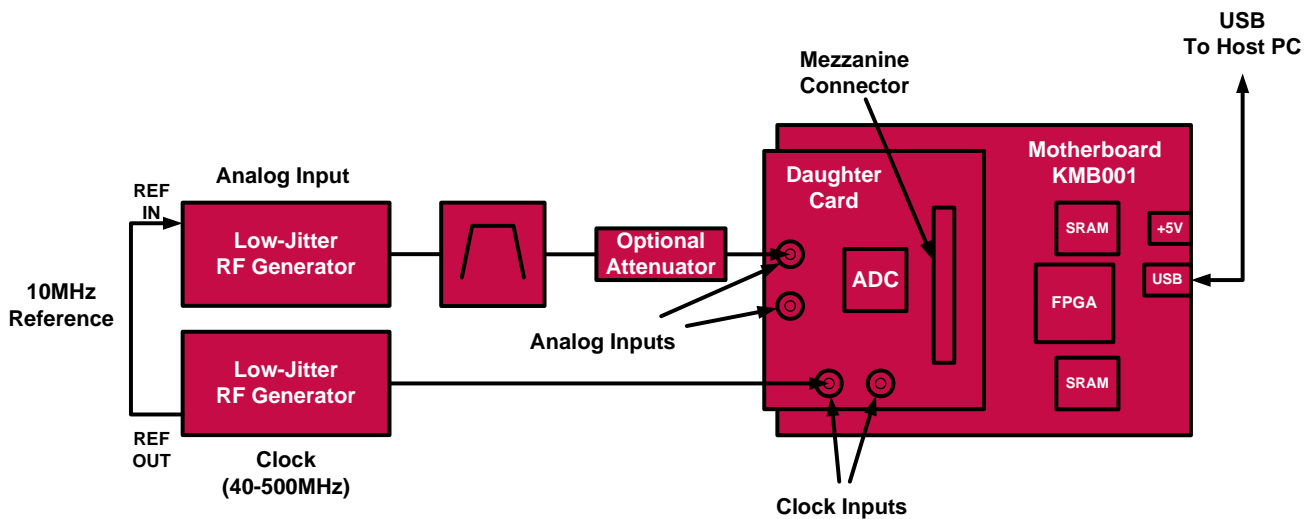 USB
To Host PC
Mezzanine
Connector
Motherboard
KMB001
Daughter
Card
Analog Input
REF
IN
SRAM
+5V
Low-Jitter
RF Generator
Optional
Attenuator
ADC
USB
FPGA
10MHz
Reference
Analog Inputs
Low-Jitter
RF Generator
SRAM
REF
OUT
Clock
(40-500MHz)
Clock Inputs